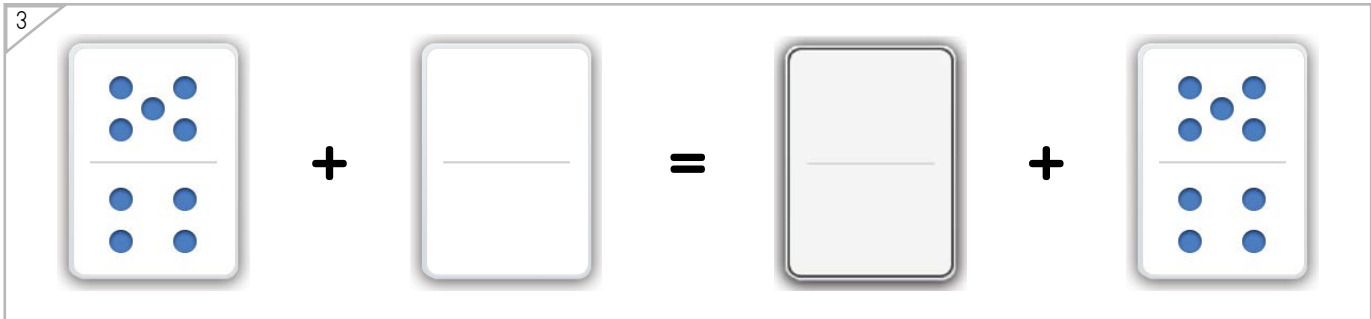 3
+ = +